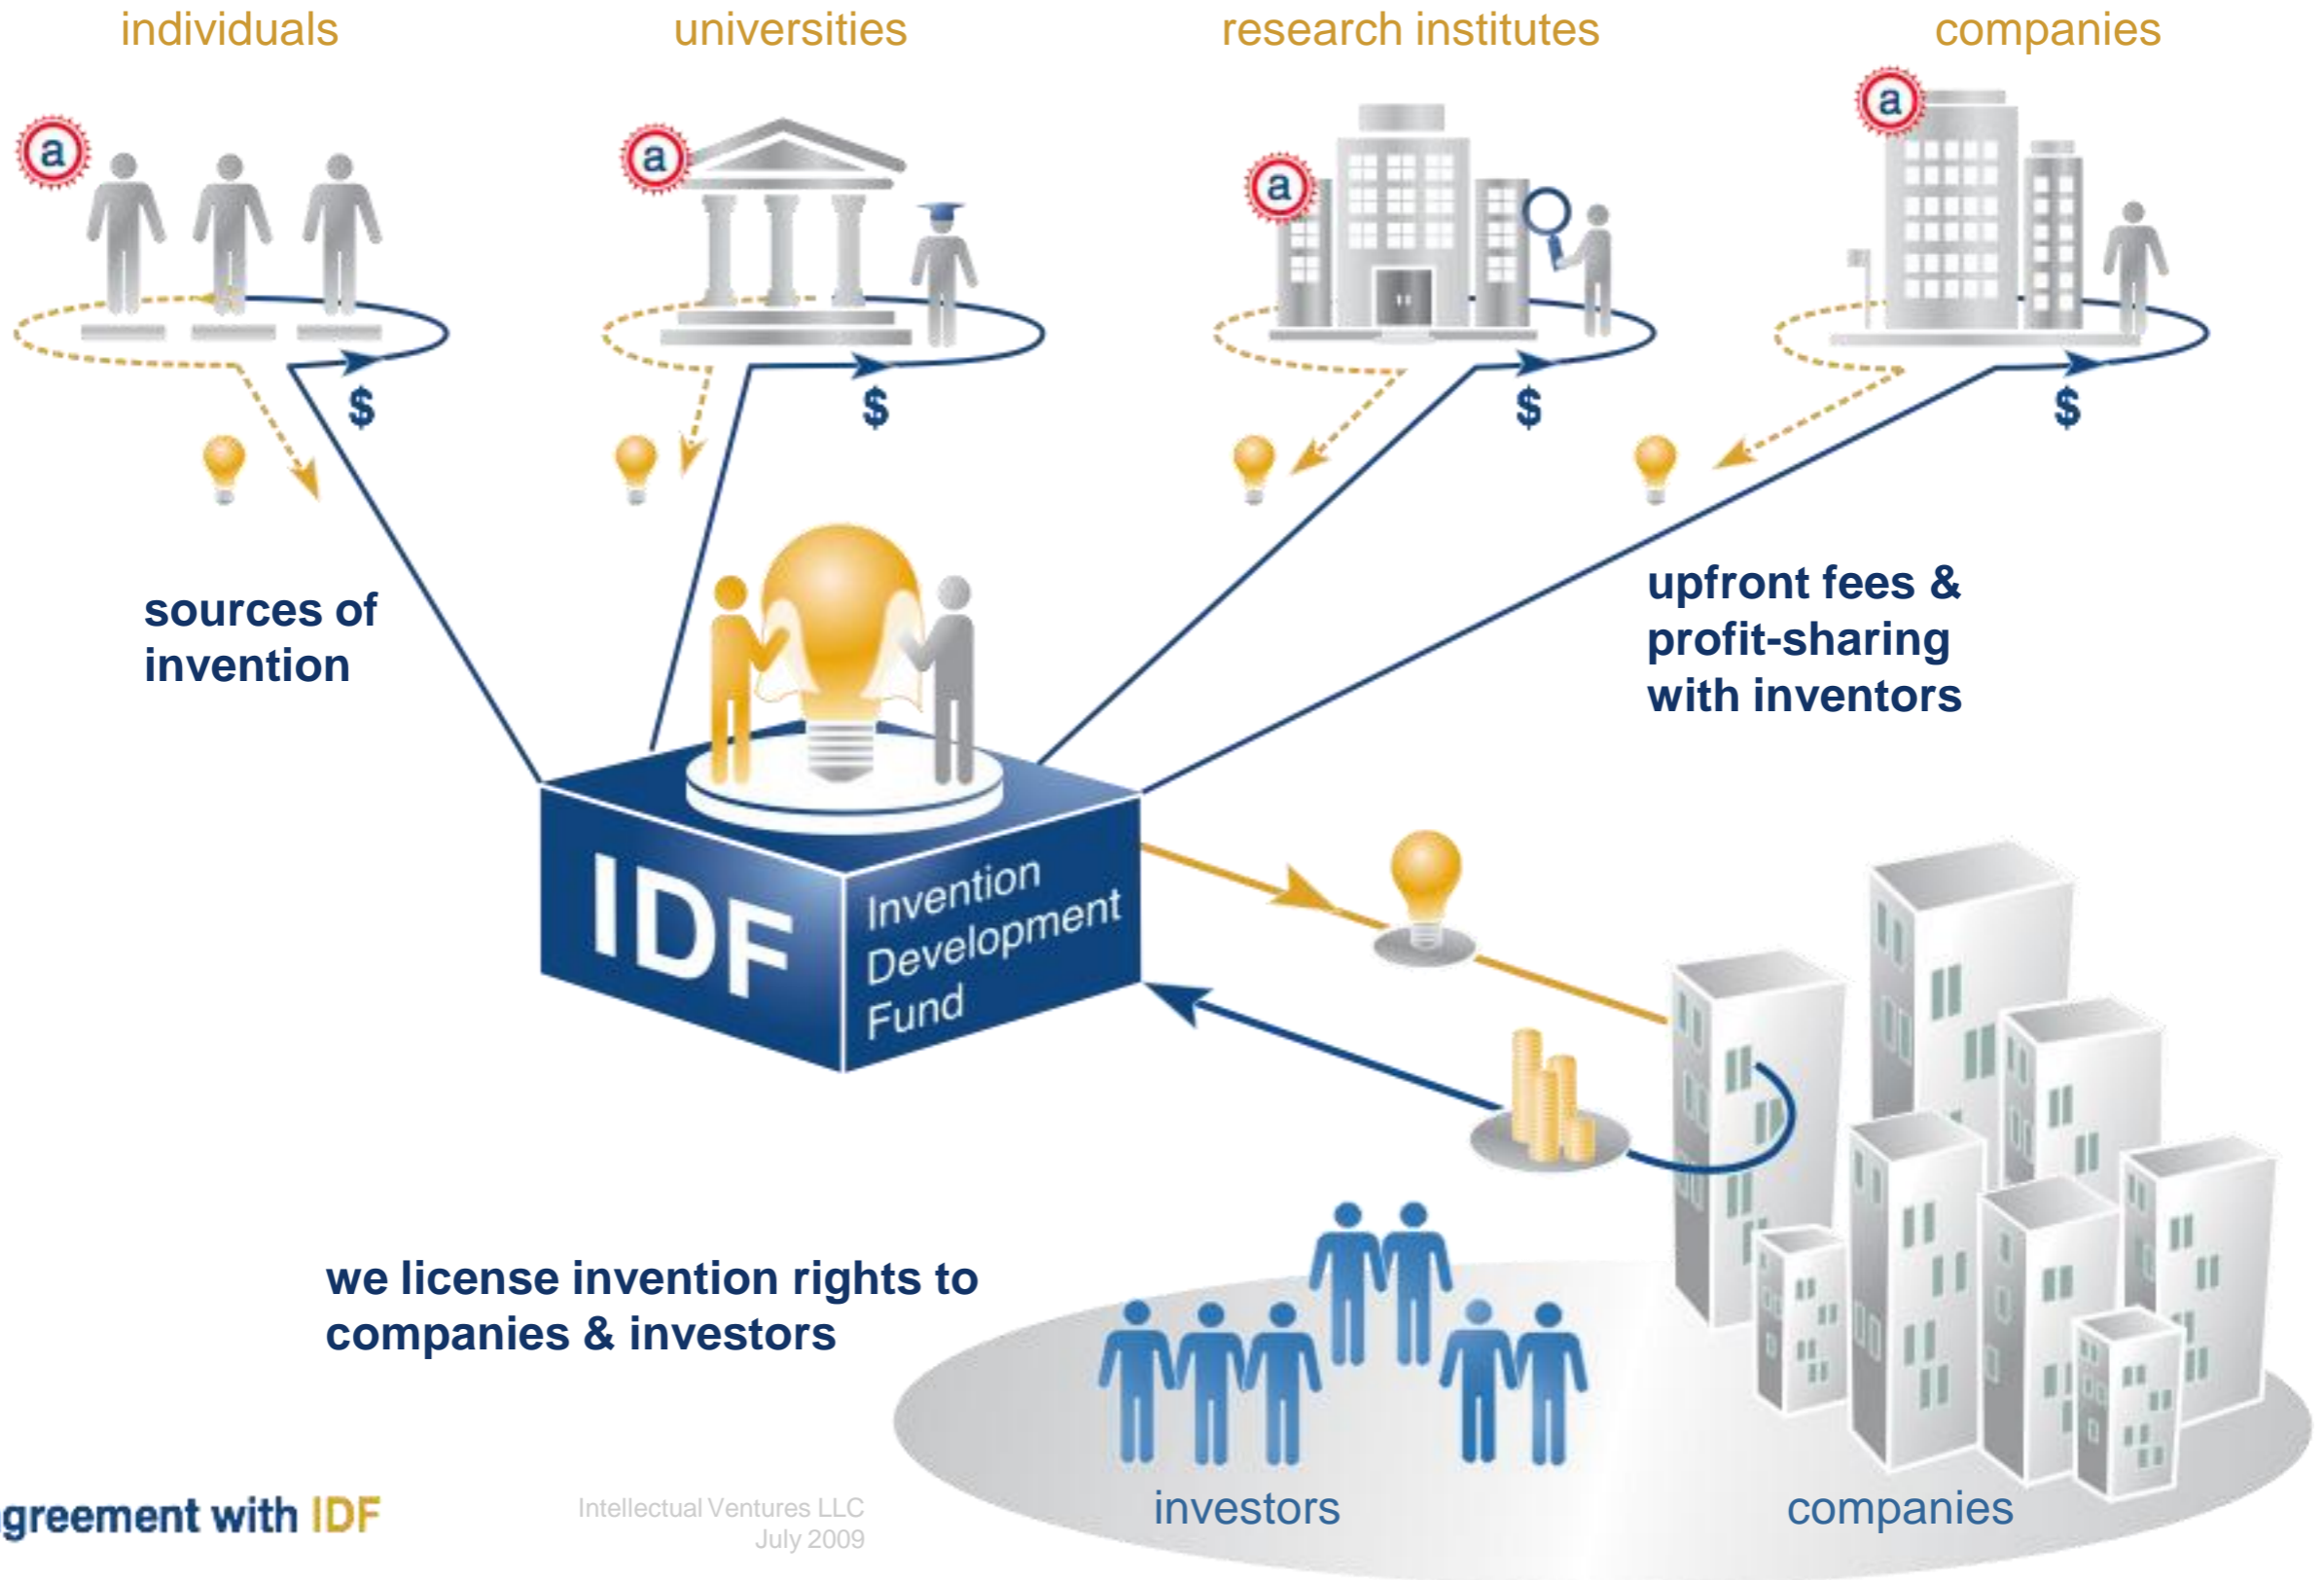 individuals
universities
research institutes
companies
a
a
a
a
$
$
$
$
sources of
invention
upfront fees &
profit-sharing
with inventors
IDF
Invention
Development
Fund
we license invention rights to
companies & investors
investors
companies
greement with IDF
Intellectual Ventures LLC
July 2009